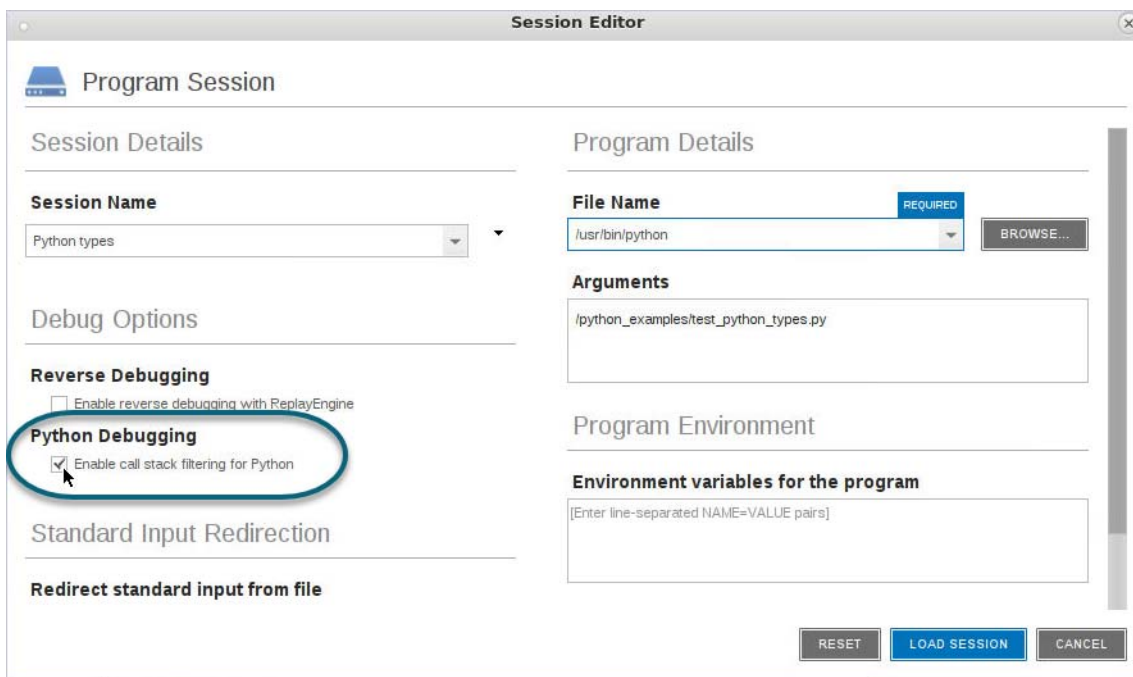 Session Editor
Program Session
Session Details
Session Name
Python types
Debug Options
Reverse Debugging
Enable reverse debugging with ReplayEngine
Python Debugging
Enable call stack filtering for Python
Standard Input Redirection
Redirect standard input from file
Program Details
File Name
REQUIRED
/usr/bin/python
BROWSE...
Arguments
/python_examples/test_python_types.py
Program Environment
Environment variables for the program
[Enter line-separated NAME=VALUE pairs]
RESET
LOAD SESSION
CANCEL